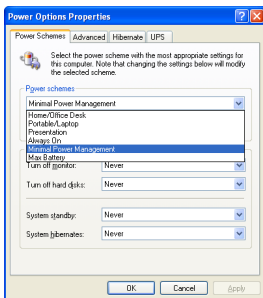 Power Options Properties
Power Schemes Advanced Hibernate UPS
Select the power scheme with the most appropriate settings for
this computer. Note that changing the settings below will modify
the selected scheme.
Power schemes
Minimal Power Management
Home/Office Desk
Portable/Laptop
Presentation
Always On
Minimal Power Management
Max Battery
Turn off monitor: Never
Turn off hard disks: Never
System standby: Never
System hibernates: Never
OK Cancel Apply